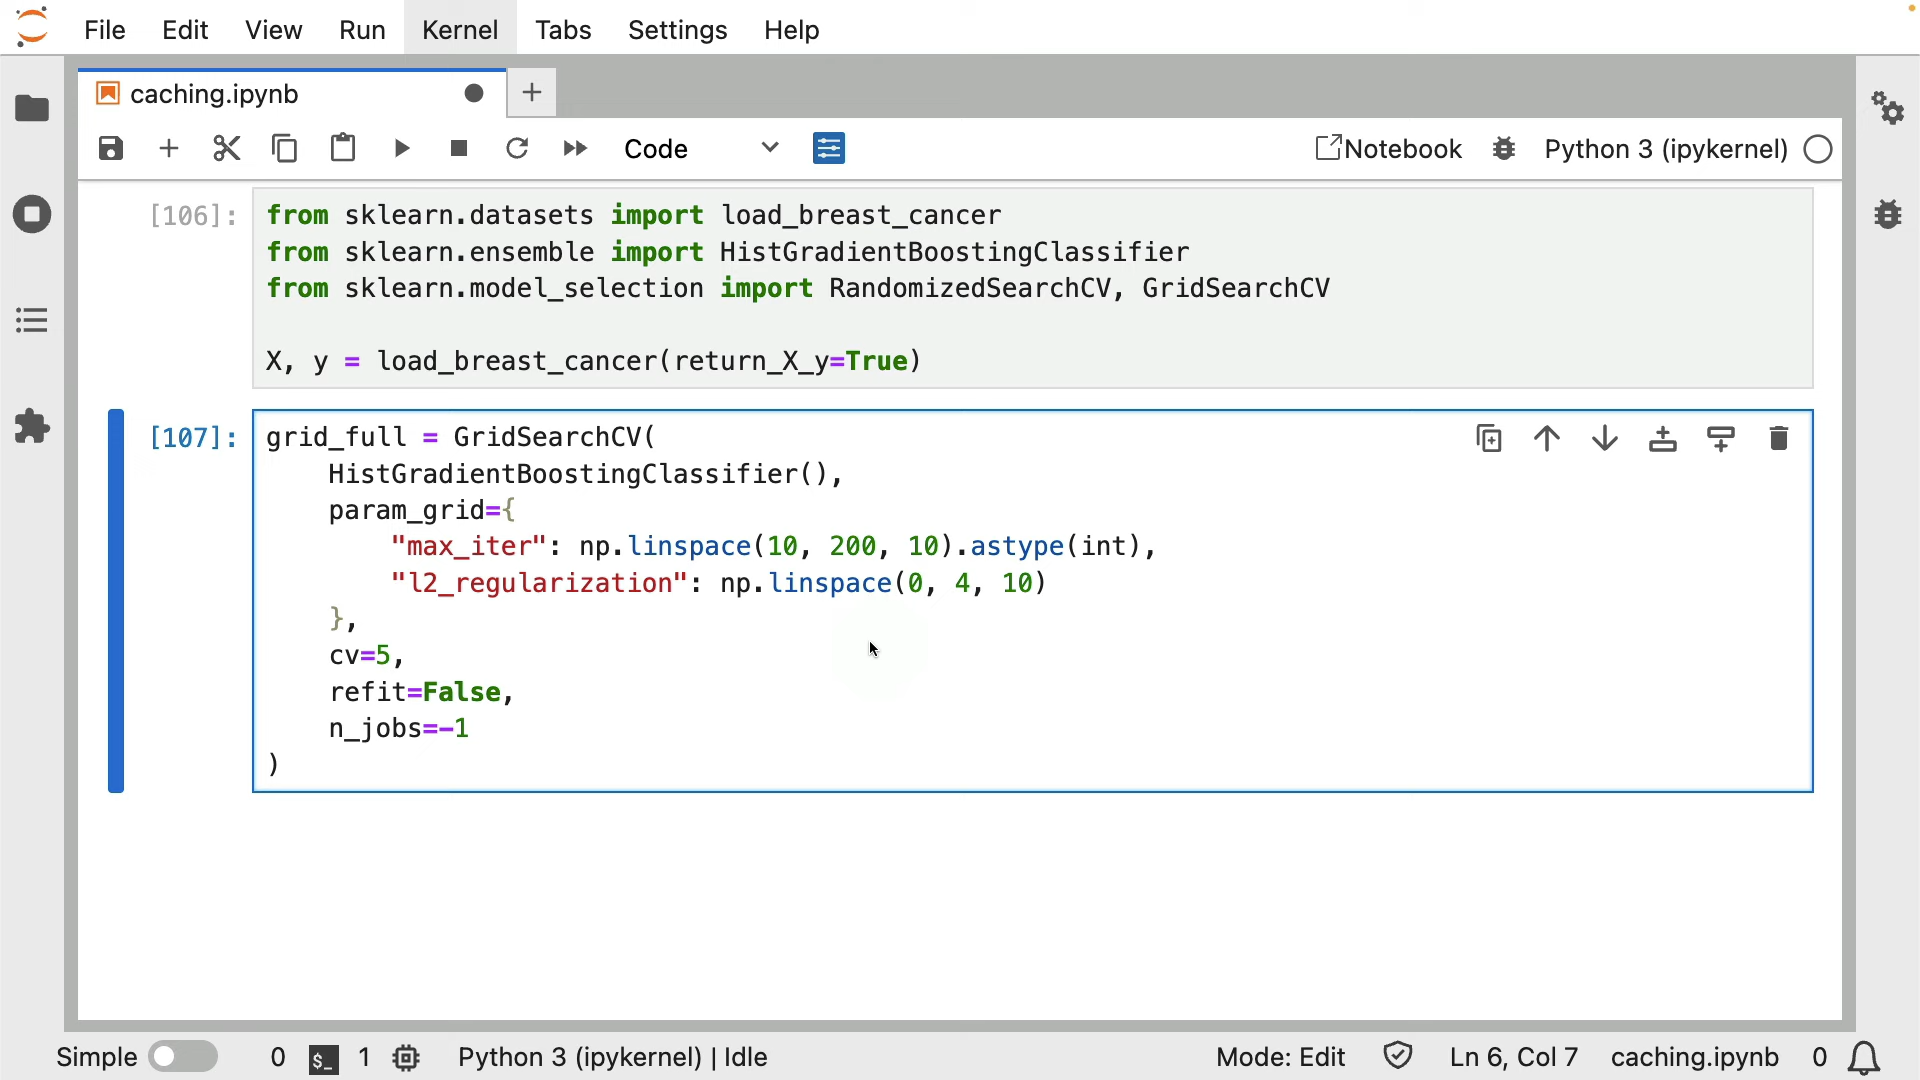 File Edit View Run Kernel Tabs Settings Help
caching.ipynb
Code Notebook Python 3 (ipykernel)
[106]: from sklearn.datasets import load_breast_cancer
from sklearn.ensemble import HistGradientBoostingClassifier
from sklearn.model_selection import RandomizedSearchCV, GridSearchCV
X, y = load_breast_cancer(return_X_y=True)
[107]: grid_full = GridSearchCV(
HistGradientBoostingClassifier(),
param_grid={
"max_iter": np.linspace(10, 200, 10).astype(int),
"l2_regularization": np.linspace(0, 4, 10)
},
cv=5,
refit=False,
n_jobs=-1
)
Simple 0 $_ 1 Python 3 (ipykernel) | Idle Mode: Edit Ln 6, Col 7 caching.ipynb 0